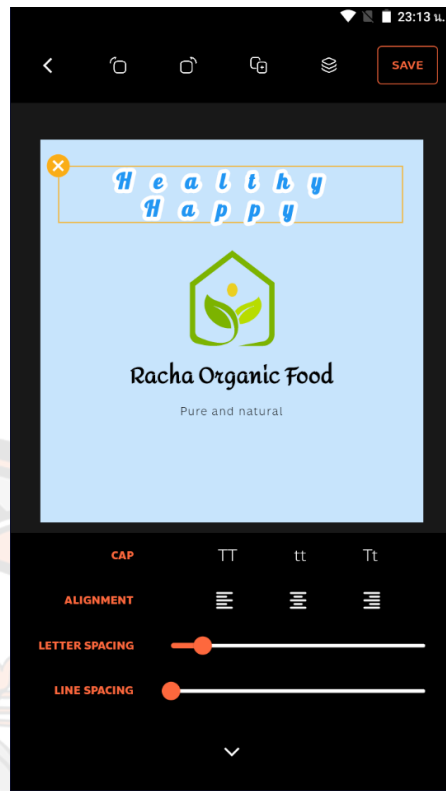 23:13 น.
SAVE
Healthy
Happy
Racha Organic Food
Pure and natural
CAP TT tt Tt
ALIGNMENT
LETTER SPACING
LINE SPACING